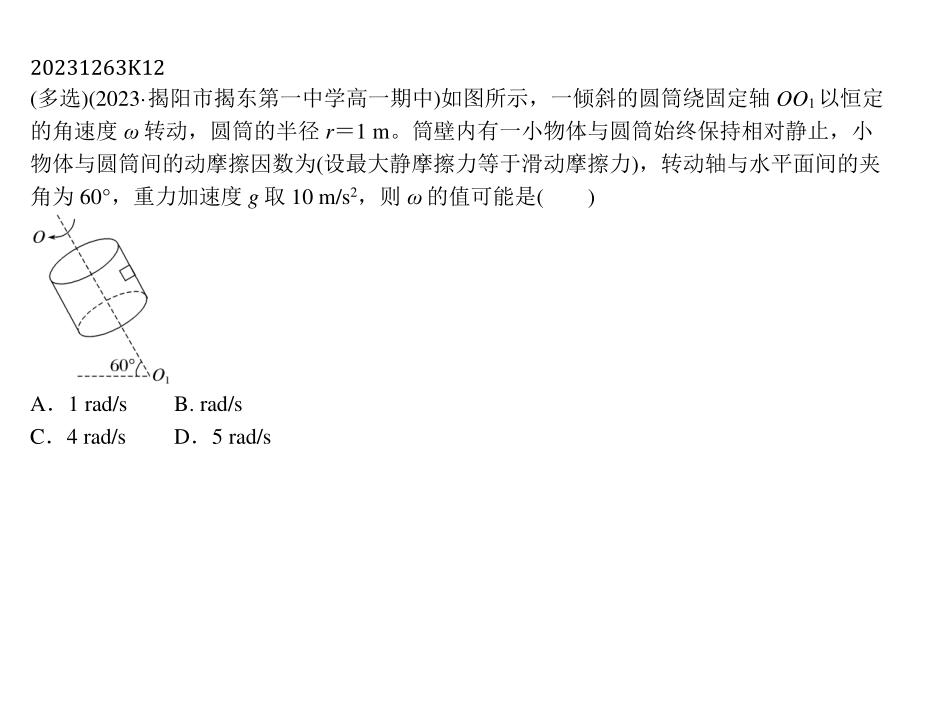 20231263K12
(多选)(2023·揭阳市揭东第一中学高一期中)如图所示，一倾斜的圆筒绕固定轴 OO₁以恒定
的角速度 ω 转动，圆筒的半径 r＝1 m。筒壁内有一小物体与圆筒始终保持相对静止，小
物体与圆筒间的动摩擦因数为(设最大静摩擦力等于滑动摩擦力)，转动轴与水平面间的夹
角为 60°，重力加速度 g 取 10 m/s²，则 ω 的值可能是(　　)
O
60°
O₁
A．1 rad/s　　B. rad/s
C．4 rad/s　　D．5 rad/s